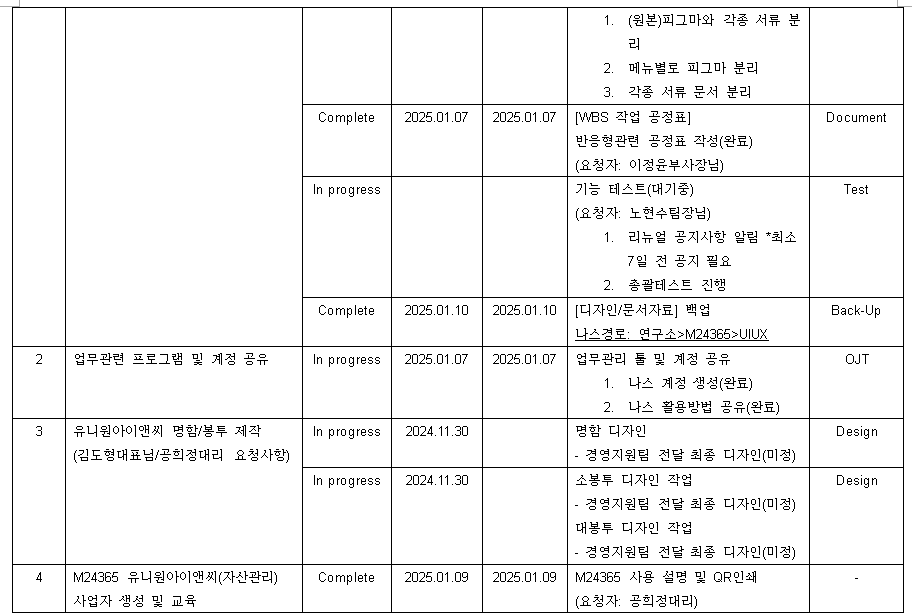 1. (원본)피그마와 각종 서류 분
리
2. 메뉴별로 피그마 분리
3. 각종 서류 문서 분리
Complete 2025.01.07 2025.01.07 [WBS 작업 공정표] Document
반응형관련 공정표 작성(완료)
(요청자: 이정윤부사장님)
In progress 기능 테스트(대기중) Test
(요청자: 노현수팀장님)
1. 리뉴얼 공지사항 알림 *최소
7일 전 공지 필요
2. 총괄테스트 진행
Complete 2025.01.10 2025.01.10 [디자인/문서자료] 백업 Back-Up
나스경로: 연구소>M24365>UIUX
2 업무관련 프로그램 및 계정 공유 In progress 2025.01.07 2025.01.07 업무관리 툴 및 계정 공유 OJT
1. 나스 계정 생성(완료)
2. 나스 활용방법 공유(완료)
3 유니원아이앤씨 명함/봉투 제작 In progress 2024.11.30 명함 디자인 Design
(김도형대표님/공희정대리 요청사항) - 경영지원팀 전달 최종 디자인(미정)
In progress 2024.11.30 소봉투 디자인 작업 Design
- 경영지원팀 전달 최종 디자인(미정)
대봉투 디자인 작업
- 경영지원팀 전달 최종 디자인(미정)
4 M24365 유니원아이앤씨(자산관리) Complete 2025.01.09 2025.01.09 M24365 사용 설명 및 QR인쇄 -
사업자 생성 및 교육 (요청자: 공희정대리)